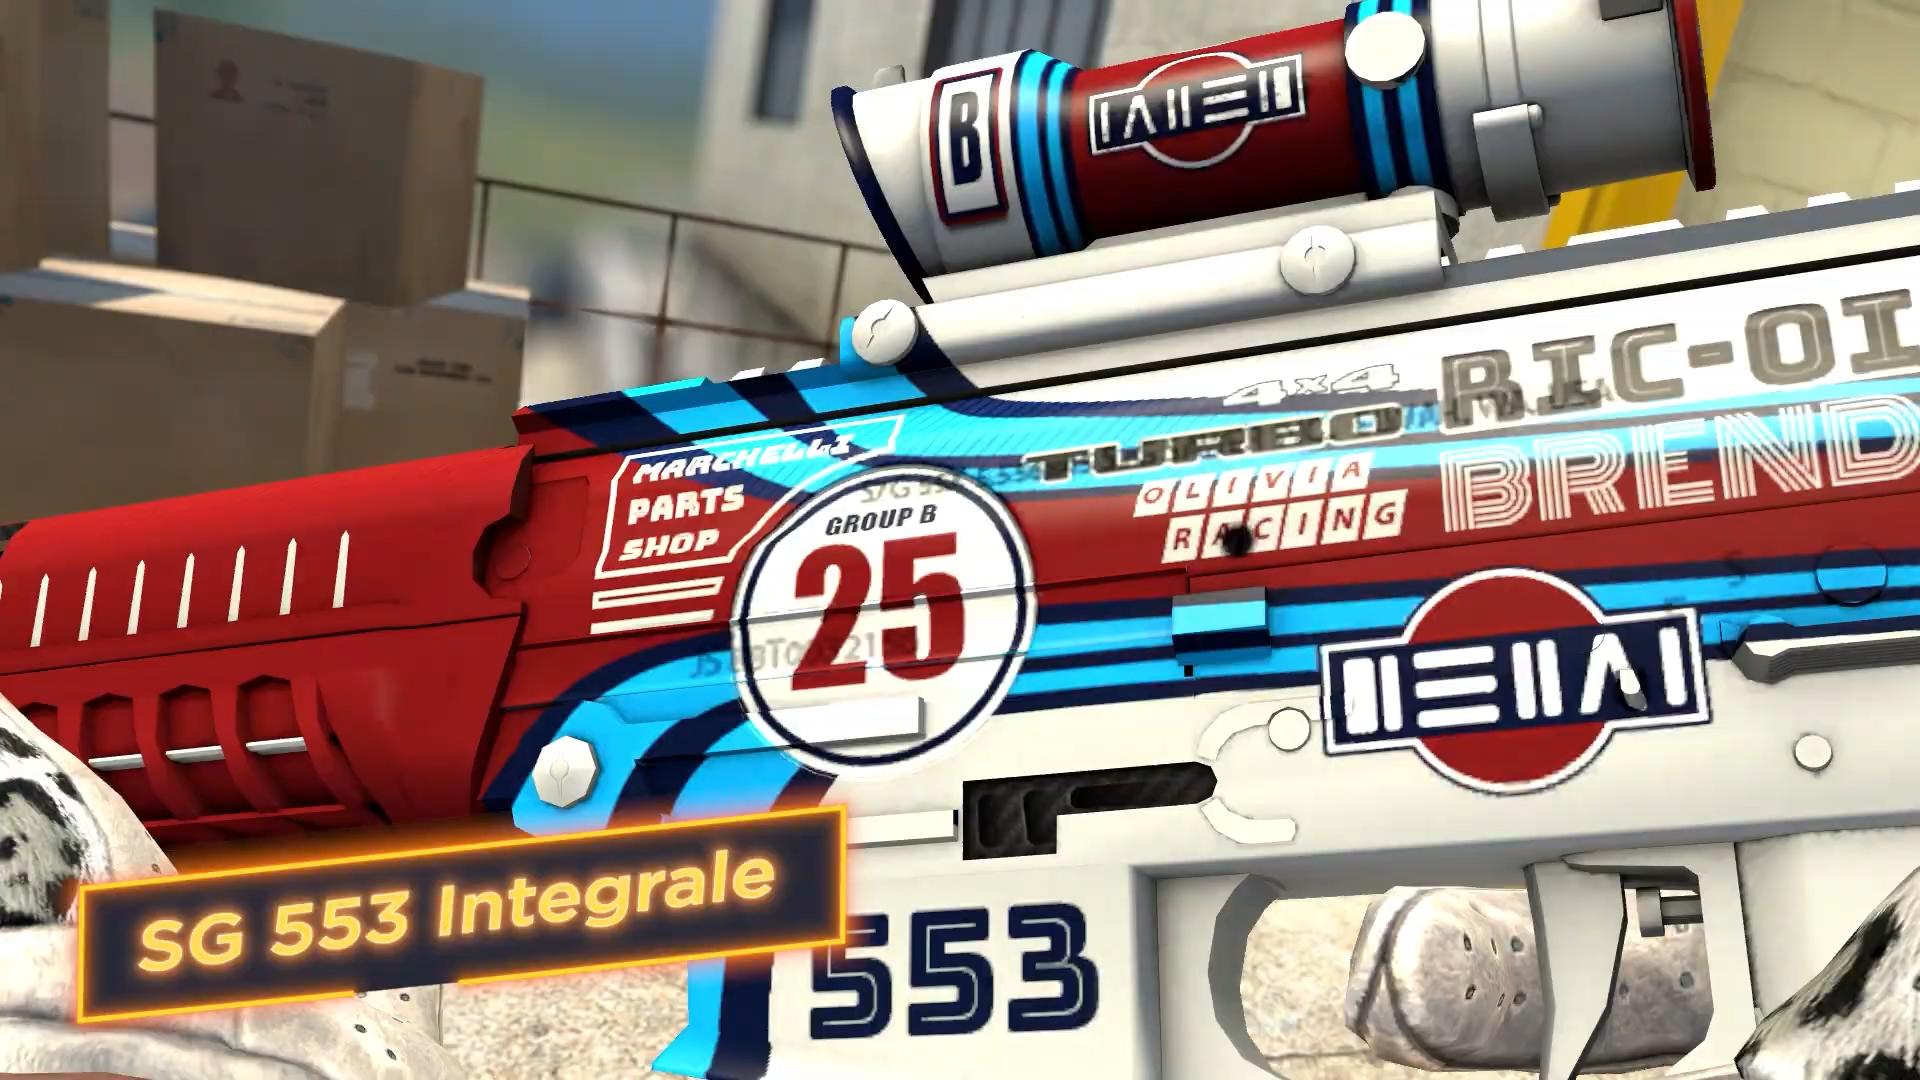 B
4x4
TURBO
RIC-OI
BREND
MARCHELLI
PARTS
SHOP
OLIVIA
RACING
GROUP B
25
SG 553 Integrale
553